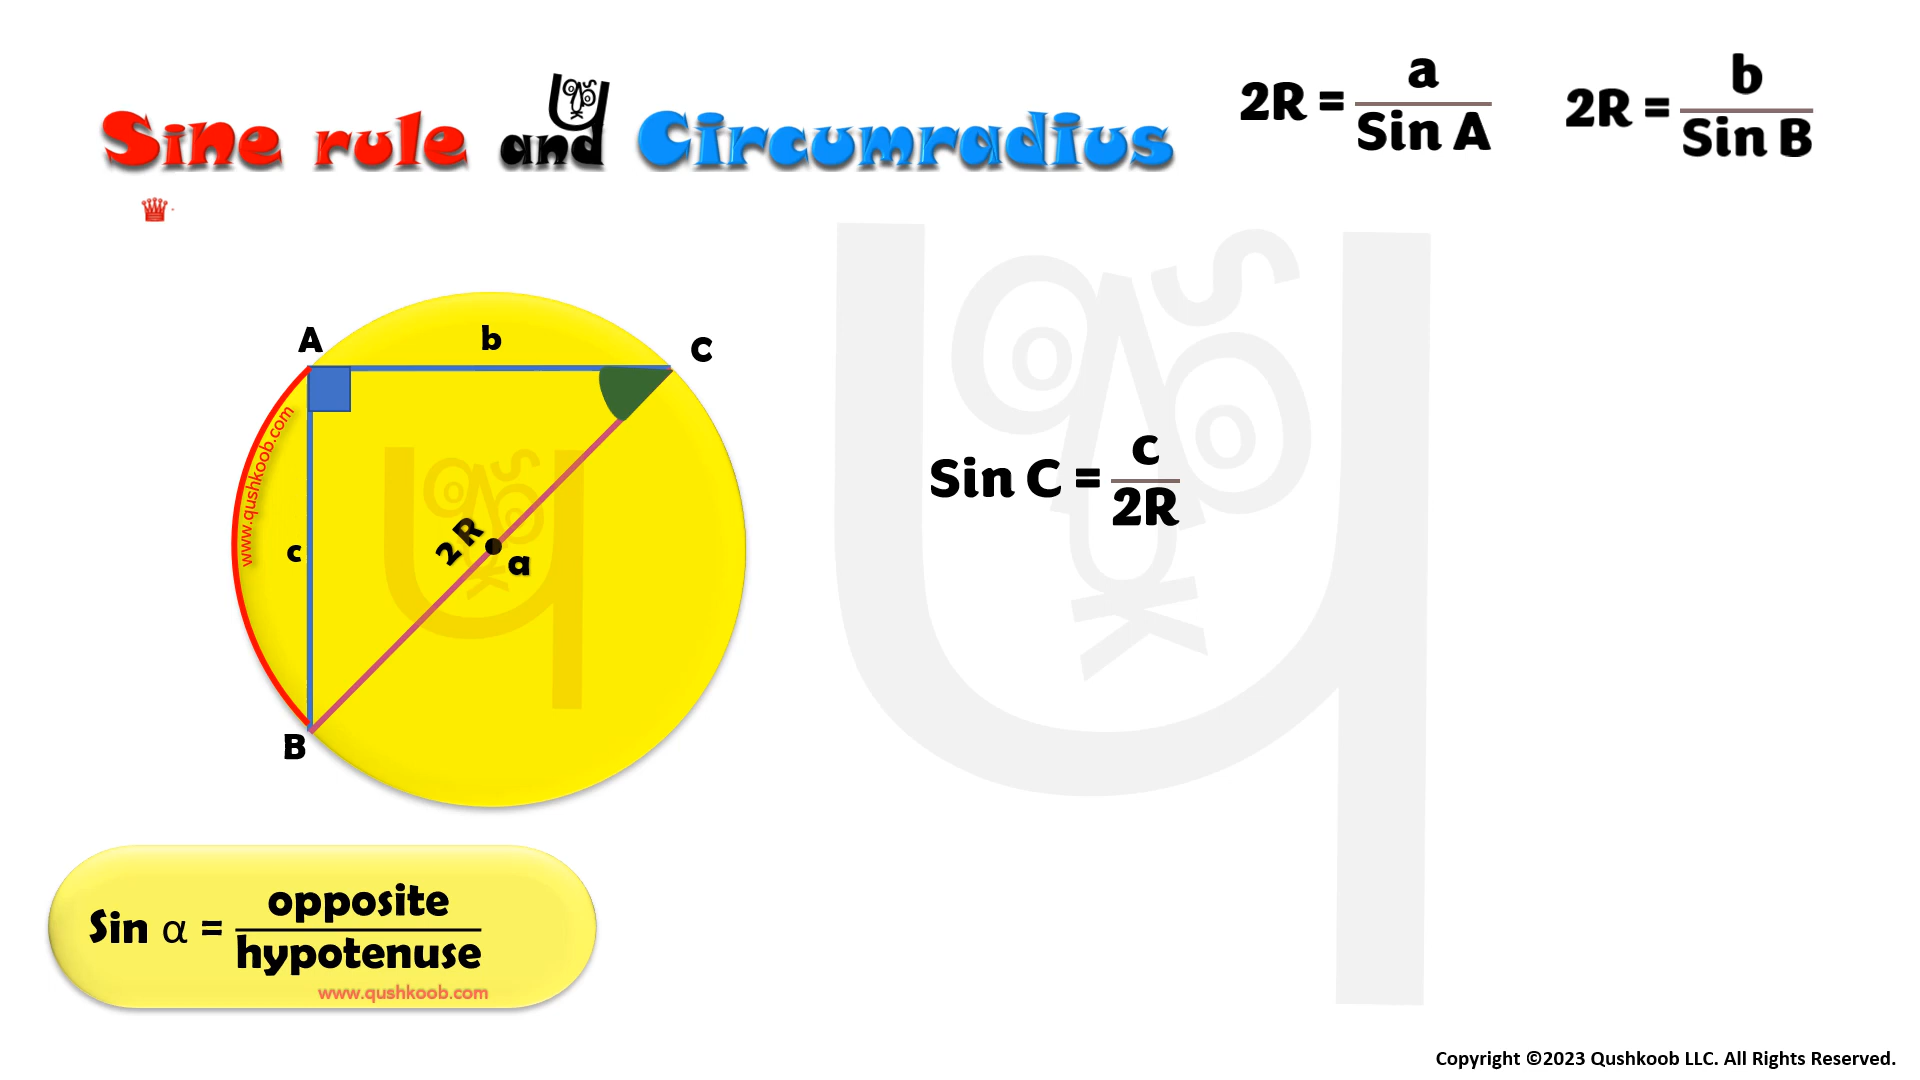 Sine rule and Circumradius
2R = a / Sin A
2R = b / Sin B
A
b
C
www.qushkoob.com
c
2R
a
B
Sin C = c / 2R
Sin α = opposite / hypotenuse
www.qushkoob.com
Copyright ©2023 Qushkoob LLC. All Rights Reserved.